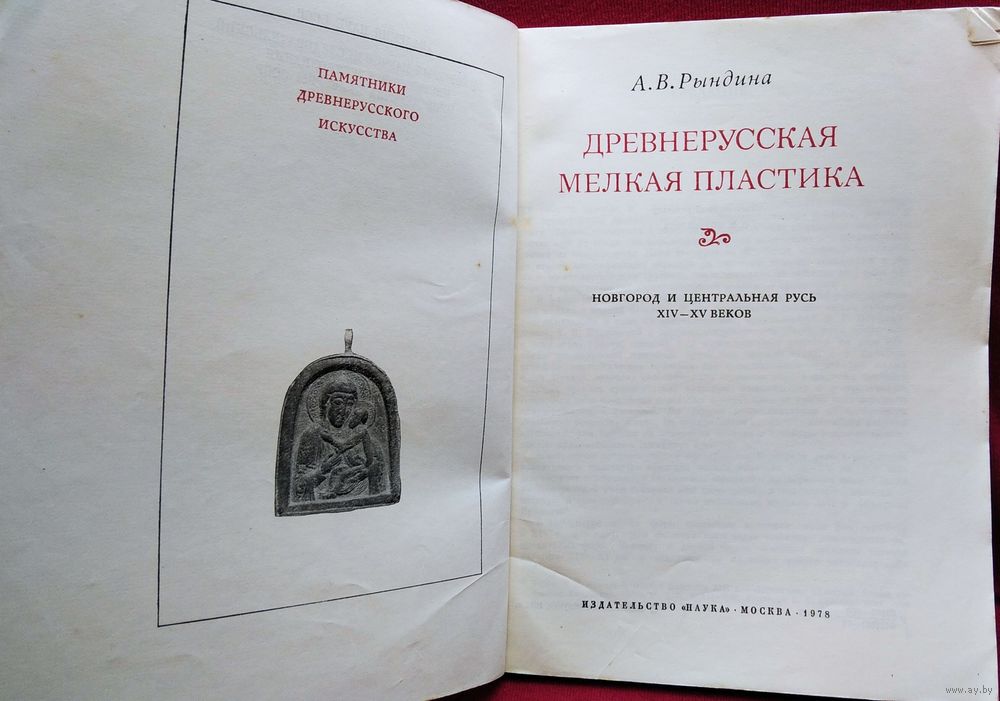 ПАМЯТНИКИ
ДРЕВНЕРУССКОГО
ИСКУССТВА
А.В.Рындина
ДРЕВНЕРУССКАЯ
МЕЛКАЯ ПЛАСТИКА
НОВГОРОД И ЦЕНТРАЛЬНАЯ РУСЬ
XIV—XV ВЕКОВ
ИЗДАТЕЛЬСТВО «НАУКА» · МОСКВА · 1978
www.ay.by